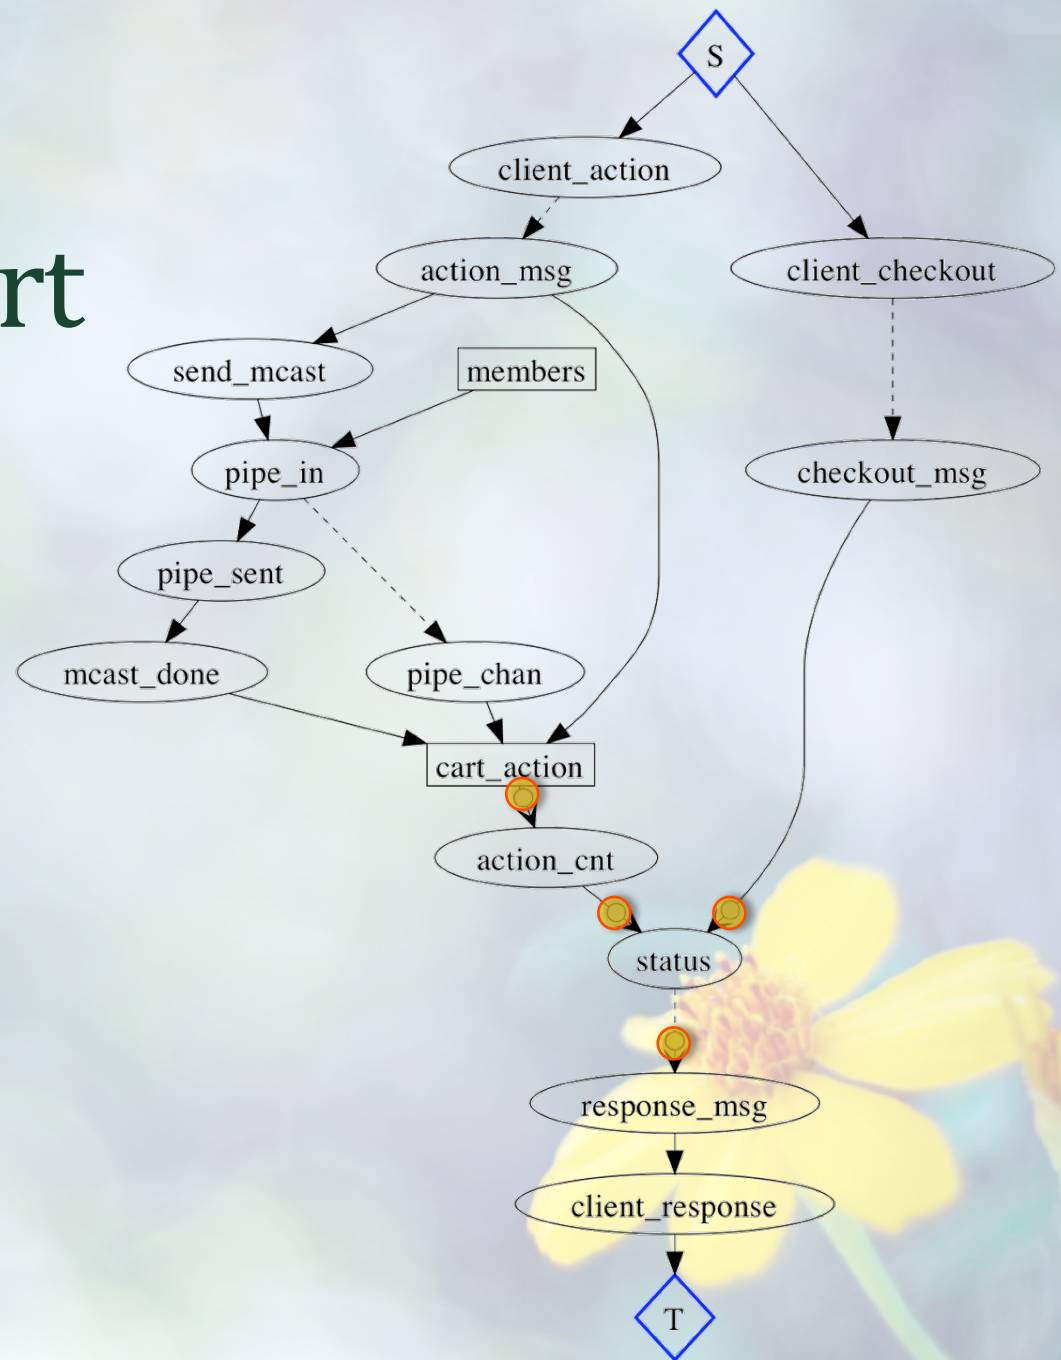 S
client_action
rt
action_msg
client_checkout
send_mcast
members
pipe_in
checkout_msg
pipe_sent
mcast_done
pipe_chan
cart_action
action_cnt
status
response_msg
client_response
T